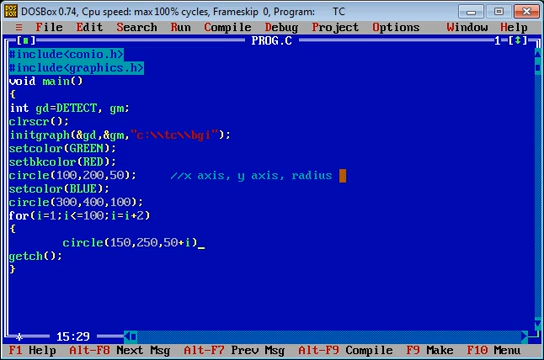 DOSBox 0.74, Cpu speed: max 100% cycles, Frameskip 0, Program: TC
≡ File Edit Search Run Compile Debug Project Options Window Help
[■] PROG.C 1=[↕]
#include<conio.h>
#include<graphics.h>
void main()
{
int gd=DETECT, gm;
clrscr();
initgraph(&gd,&gm,"c:\\tc\\bgi");
setcolor(GREEN);
setbkcolor(RED);
circle(100,200,50); //x axis, y axis, radius
setcolor(BLUE);
circle(300,400,100);
for(i=1;i<=100;i=i+2)
{
circle(150,250,50+i)_
getch();
}
* 15:29
F1 Help Alt-F8 Next Msg Alt-F7 Prev Msg Alt-F9 Compile F9 Make F10 Menu